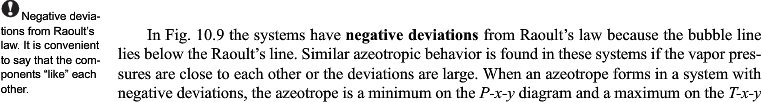 Negative devia-
tions from Raoult's
law. It is convenient
to say that the com-
ponents "like" each
other.
In Fig. 10.9 the systems have negative deviations from Raoult's law because the bubble line
lies below the Raoult's line. Similar azeotropic behavior is found in these systems if the vapor pres-
sures are close to each other or the deviations are large. When an azeotrope forms in a system with
negative deviations, the azeotrope is a minimum on the P-x-y diagram and a maximum on the T-x-y